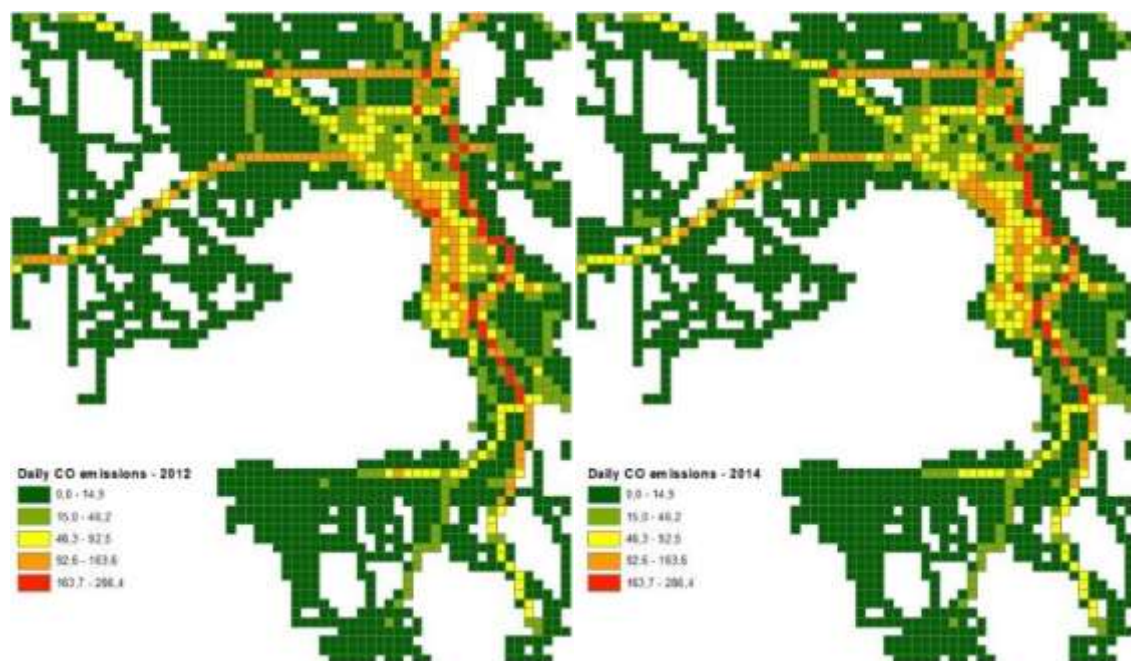 Daily CO emissions - 2012
0,0 - 14,9
15,0 - 46,2
46,3 - 92,5
92,6 - 163,6
163,7 - 266,4
Daily CO emissions - 2014
0,0 - 14,9
15,0 - 46,2
46,3 - 92,5
92,6 - 163,6
163,7 - 266,4